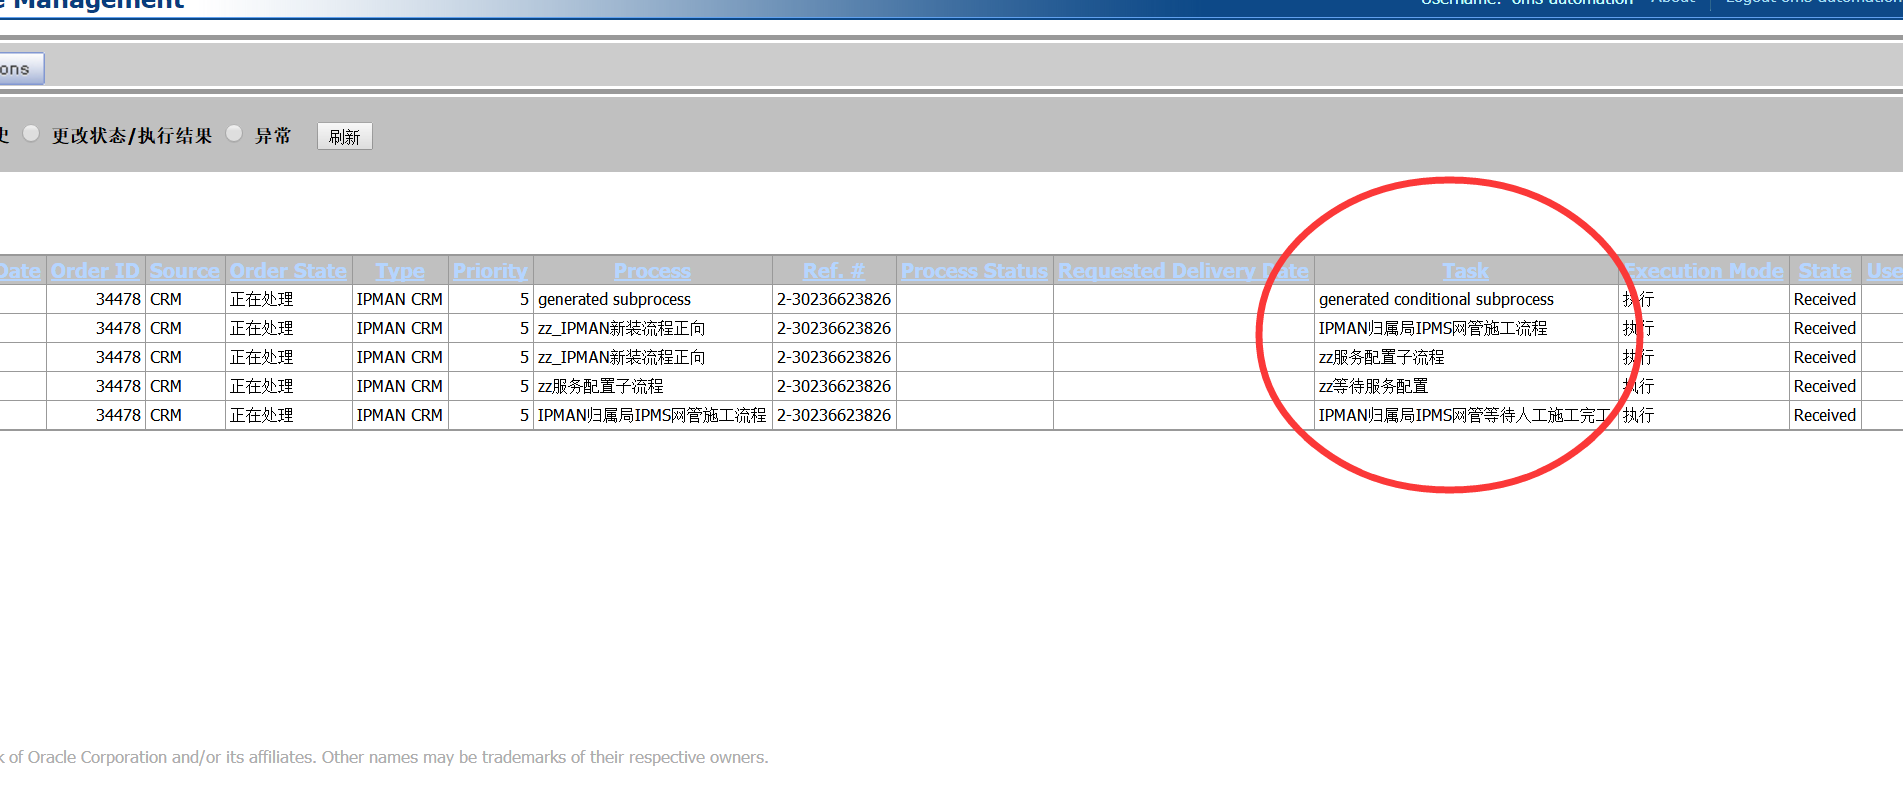 Management
Username: oms-automation About Logout oms-automation
ons
更改状态/执行结果 异常 刷新
Date Order ID Source Order State Type Priority Process Ref. # Process Status Requested Delivery Date Task Execution Mode State Use
34478 CRM 正在处理 IPMAN CRM 5 generated subprocess 2-30236623826 generated conditional subprocess 执行 Received
34478 CRM 正在处理 IPMAN CRM 5 zz_IPMAN新装流程正向 2-30236623826 IPMAN归属局IPMS网管施工流程 执行 Received
34478 CRM 正在处理 IPMAN CRM 5 zz_IPMAN新装流程正向 2-30236623826 zz服务配置子流程 执行 Received
34478 CRM 正在处理 IPMAN CRM 5 zz服务配置子流程 2-30236623826 zz等待服务配置 执行 Received
34478 CRM 正在处理 IPMAN CRM 5 IPMAN归属局IPMS网管施工流程 2-30236623826 IPMAN归属局IPMS网管等待人工施工完工 执行 Received
k of Oracle Corporation and/or its affiliates. Other names may be trademarks of their respective owners.